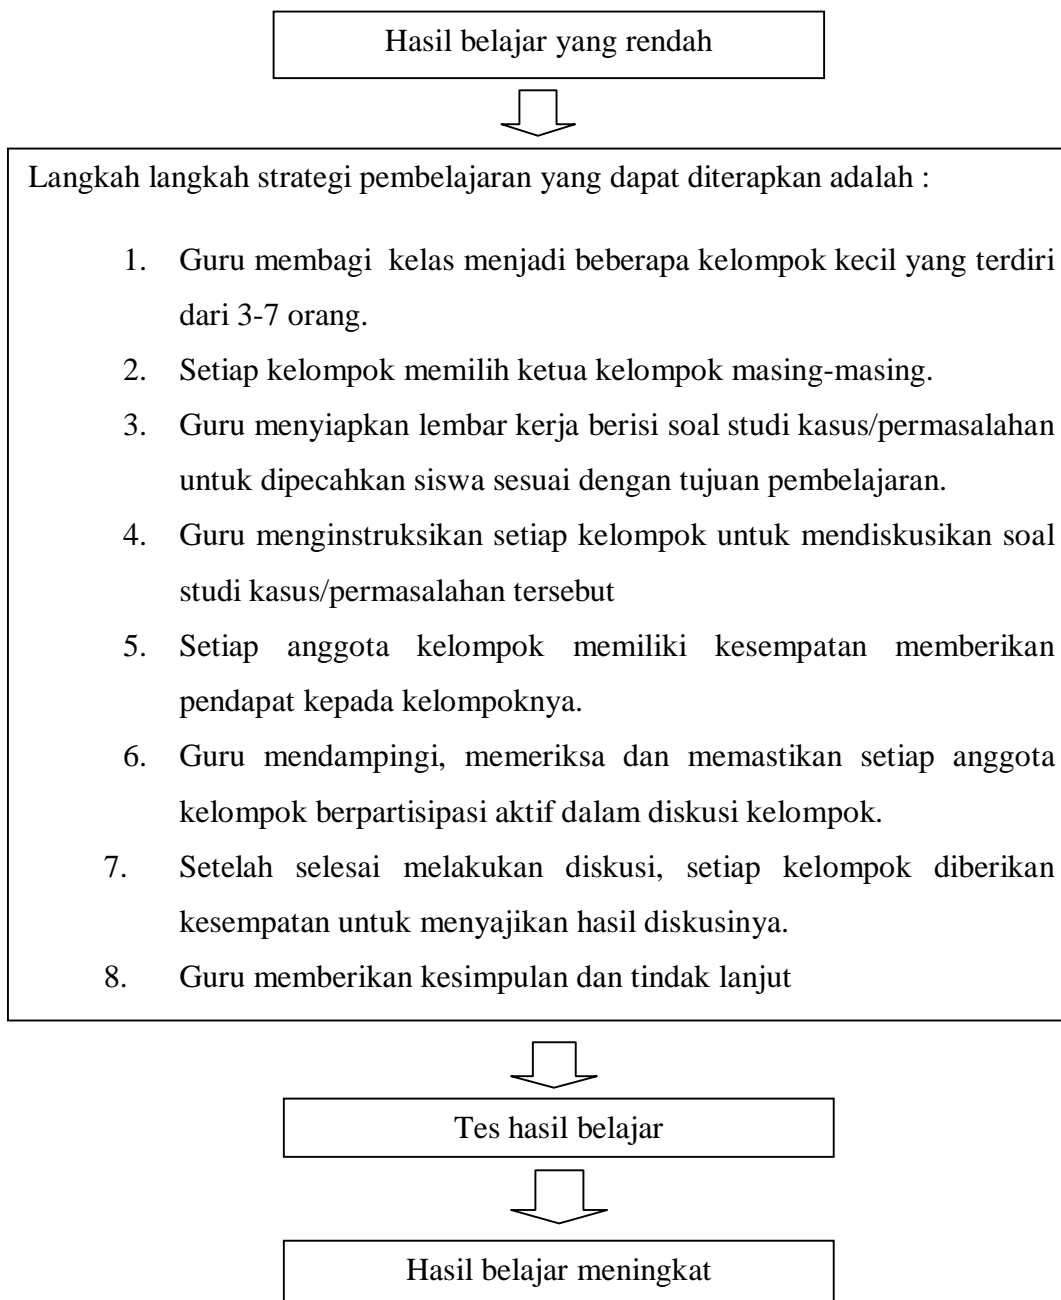 Hasil belajar yang rendah
Langkah langkah strategi pembelajaran yang dapat diterapkan adalah :
1. Guru membagi kelas menjadi beberapa kelompok kecil yang terdiri
dari 3-7 orang.
2. Setiap kelompok memilih ketua kelompok masing-masing.
3. Guru menyiapkan lembar kerja berisi soal studi kasus/permasalahan
untuk dipecahkan siswa sesuai dengan tujuan pembelajaran.
4. Guru menginstruksikan setiap kelompok untuk mendiskusikan soal
studi kasus/permasalahan tersebut
5. Setiap anggota kelompok memiliki kesempatan memberikan
pendapat kepada kelompoknya.
6. Guru mendampingi, memeriksa dan memastikan setiap anggota
kelompok berpartisipasi aktif dalam diskusi kelompok.
7. Setelah selesai melakukan diskusi, setiap kelompok diberikan
kesempatan untuk menyajikan hasil diskusinya.
8. Guru memberikan kesimpulan dan tindak lanjut
Tes hasil belajar
Hasil belajar meningkat